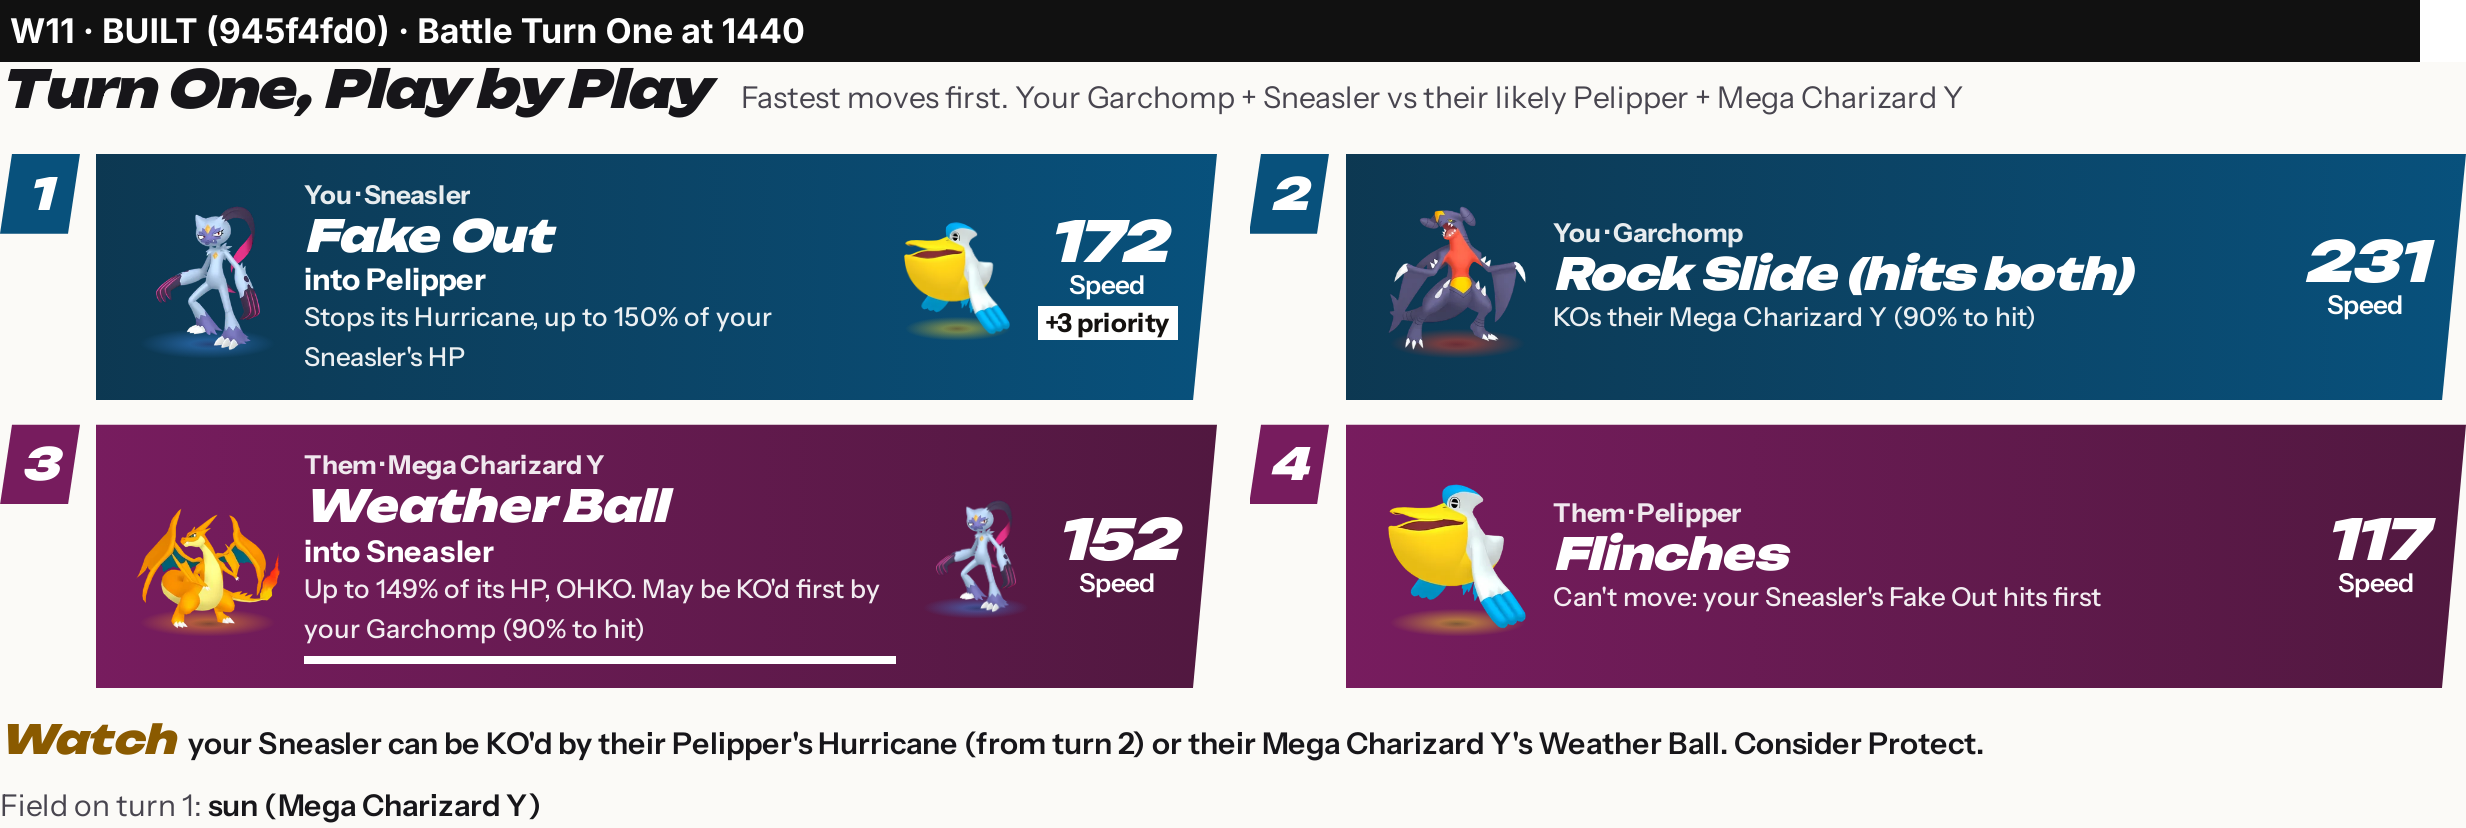 W11 · BUILT (945f4fd0) · Battle Turn One at 1440
Turn One, Play by Play
Fastest moves first. Your Garchomp + Sneasler vs their likely Pelipper + Mega Charizard Y
1
You · Sneasler
Fake Out
into Pelipper
Stops its Hurricane, up to 150% of your
Sneasler's HP
172
Speed
+3 priority
2
You · Garchomp
Rock Slide (hits both)
KOs their Mega Charizard Y (90% to hit)
231
Speed
3
Them · Mega Charizard Y
Weather Ball
into Sneasler
Up to 149% of its HP, OHKO. May be KO'd first by
your Garchomp (90% to hit)
152
Speed
4
Them · Pelipper
Flinches
Can't move: your Sneasler's Fake Out hits first
117
Speed
Watch your Sneasler can be KO'd by their Pelipper's Hurricane (from turn 2) or their Mega Charizard Y's Weather Ball. Consider Protect.
Field on turn 1: sun (Mega Charizard Y)